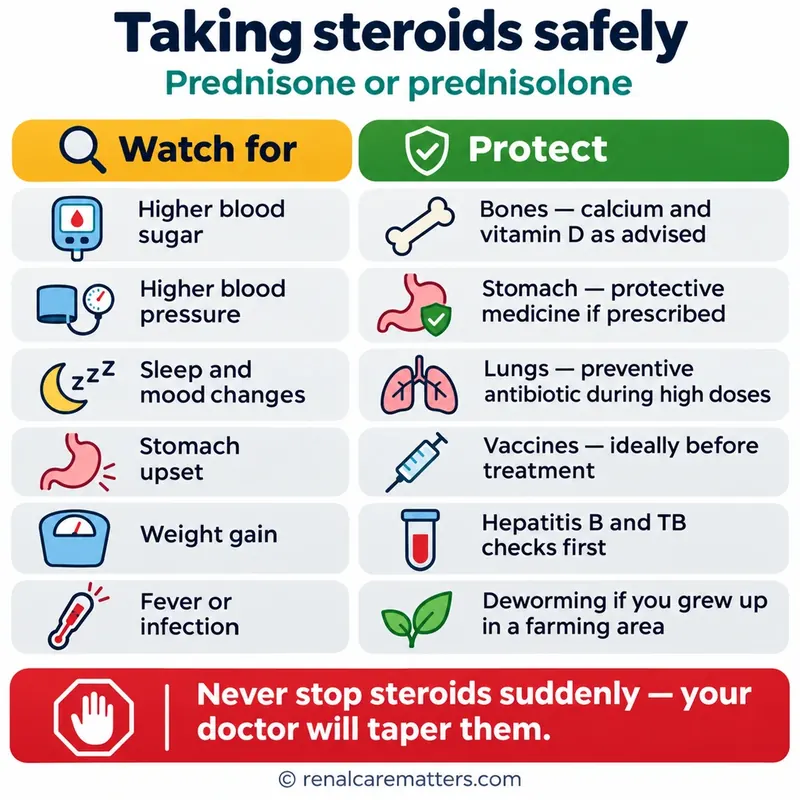 Taking steroids safely
Prednisone or prednisolone
Watch for
Higher blood
sugar
Higher blood
pressure
zzz
Sleep and
mood changes
Stomach
upset
Weight gain
Fever or
infection
Protect
Bones — calcium and
vitamin D as advised
Stomach — protective
medicine if prescribed
Lungs — preventive
antibiotic during high doses
Vaccines — ideally before
treatment
Hepatitis B and TB
checks first
Deworming if you grew up
in a farming area
Never stop steroids suddenly — your
doctor will taper them.
© renalcarematters.com